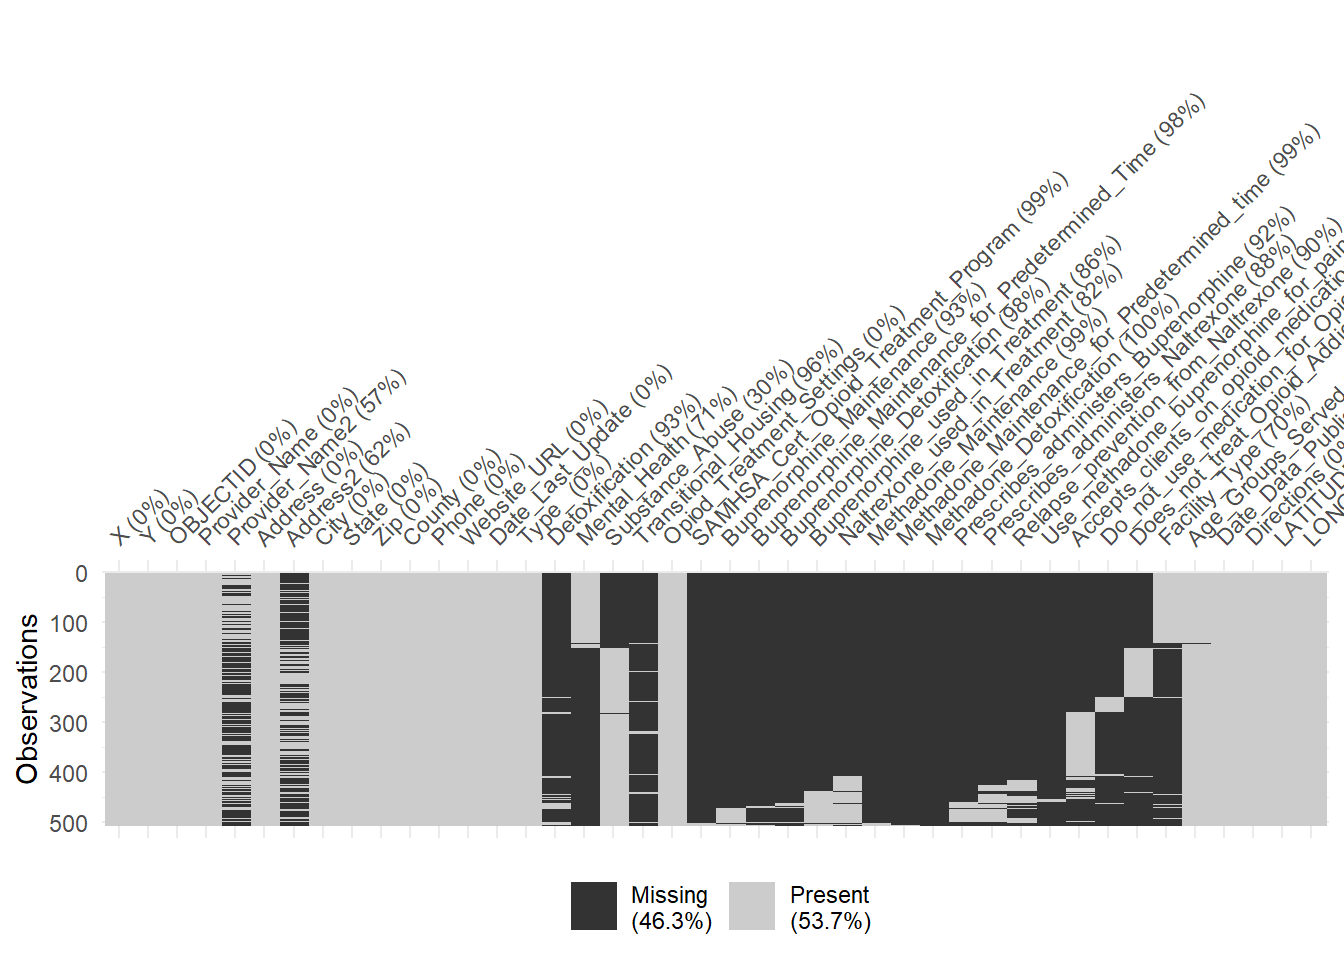 X (0%)
Y (0%)
OBJECTID (0%)
Provider_Name (0%)
Provider_Name2 (57%)
Address (0%)
Address2 (62%)
City (0%)
State (0%)
Zip (0%)
County (0%)
Phone (0%)
Website_URL (0%)
Date_Last_Update (0%)
Type_ (0%)
Detoxification (93%)
Mental_Health (71%)
Substance_Abuse (30%)
Transitional_Housing (96%)
Opiod_Treatment_Settings (0%)
SAMHSA_Cert_Opioid_Treatment_Program (99%)
Buprenorphine_Maintenance (93%)
Buprenorphine_Maintenance_for_Predetermined_Time (98%)
Buprenorphine_Detoxification (98%)
Buprenorphine_used_in_Treatment (86%)
Naltrexone_used_in_Treatment (82%)
Methadone_Maintenance (99%)
Methadone_Maintenance_for_Predetermined_time (99%)
Methadone_Detoxification (100%)
Prescribes_administers_Buprenorphine (92%)
Prescribes_administers_Naltrexone (88%)
Relapse_prevention_from_Naltrexone (90%)
Use_methadone_buprenorphine_for_pain
Accepts_clients_on_opioid_medication
Do_not_use_medication_for_Opio
Does_not_treat_Opioid_Addic
Facility_Type (70%)
Age_Groups_Served
Date_Data_Public
Directions (0%
LATITUD
LONG
0
100
200
300
400
500
Observations
Missing
(46.3%)
Present
(53.7%)